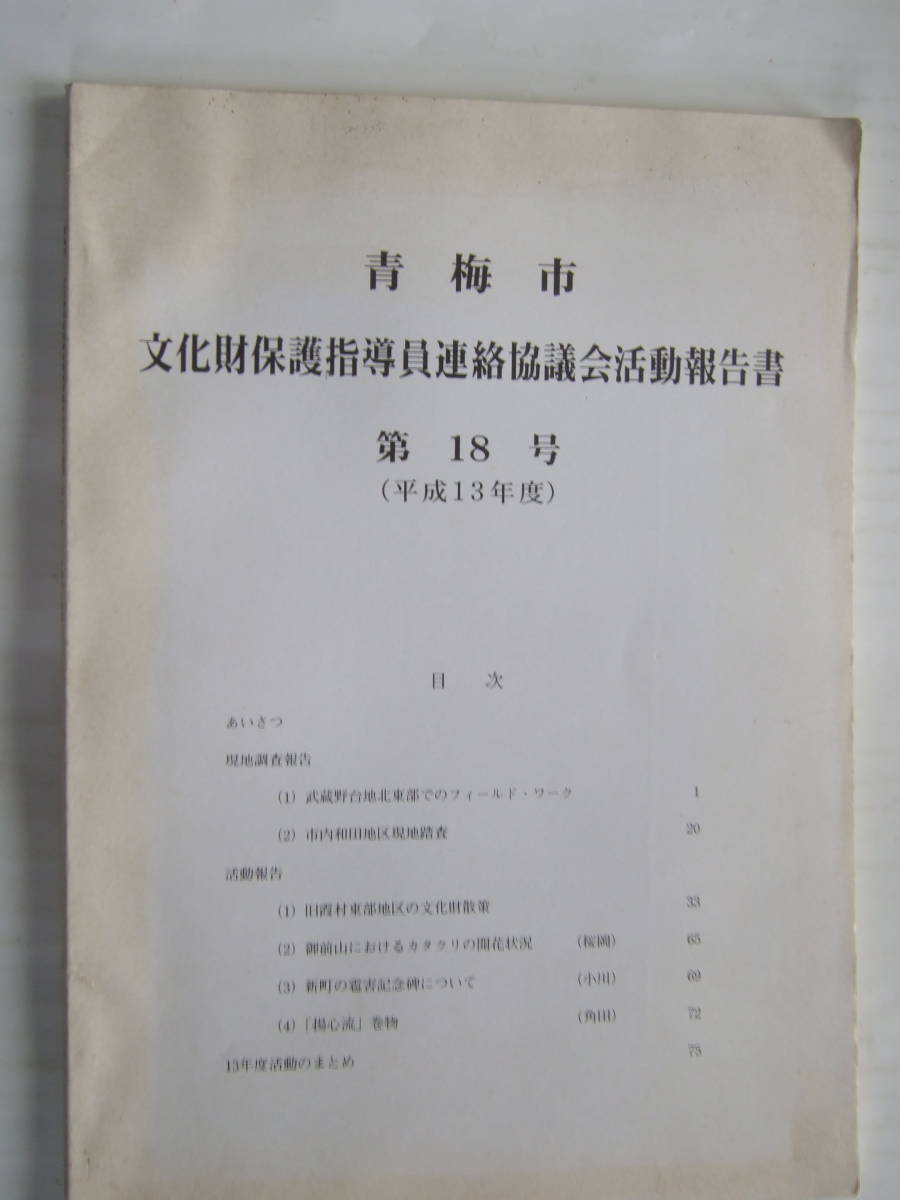 青梅市
文化財保護指導員連絡協議会活動報告書
第 18 号
(平成13年度)
目 次
あいさつ
現地調査報告
(1) 武蔵野台地北東部でのフィールド・ワーク 1
(2) 市内和田地区現地踏査 20
活動報告
(1) 旧霞村東部地区の文化財散策 33
(2) 御前山におけるカタクリの開花状況 (桜岡) 65
(3) 新町の雹害記念碑について (小川) 69
(4) 「楊心流」巻物 (角田) 72
13年度活動のまとめ 75